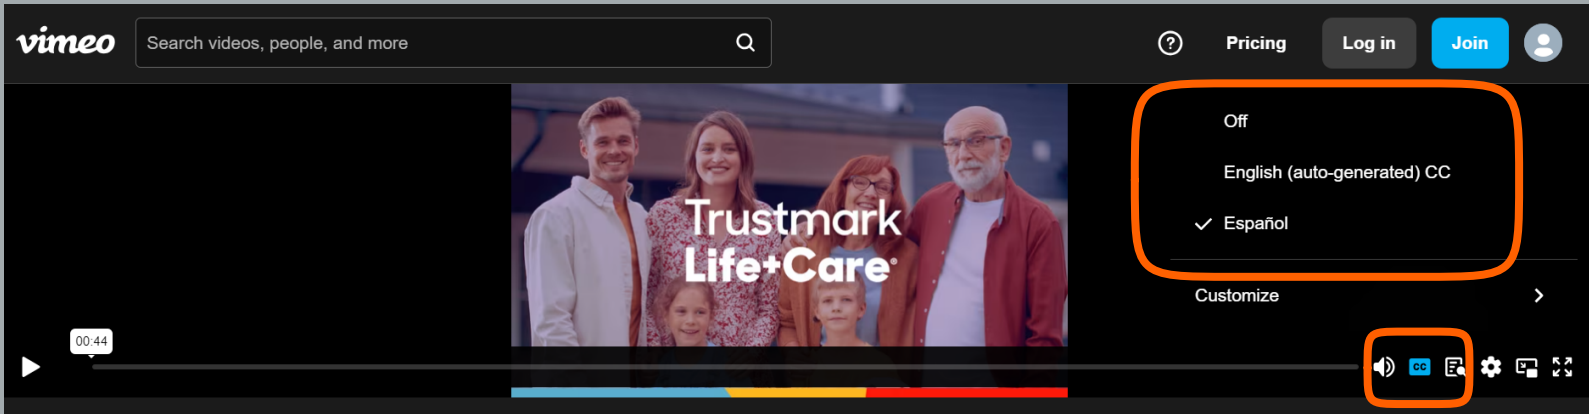 vimeo
Search videos, people, and more
Pricing
Log in
Join
Off
English (auto-generated) CC
Español
Trustmark
Life+Care®
Customize
00:44
CC